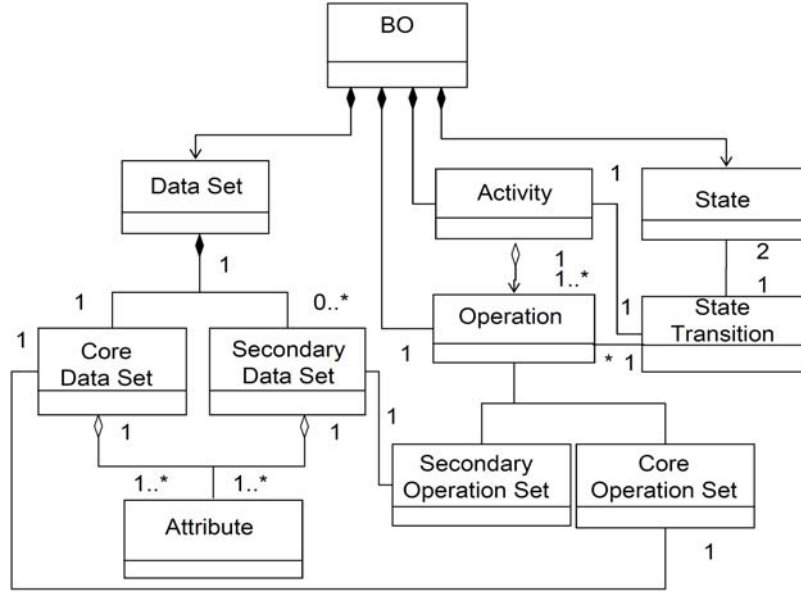 BO
Data Set
Activity
1
State
1
1
2
1
0..*
1..*
1
1
1
Operation
State
Transition
Core
Data Set
Secondary
Data Set
1
*
1
1
1
1
Secondary
Operation Set
Core
Operation Set
1..*
1..*
Attribute
1